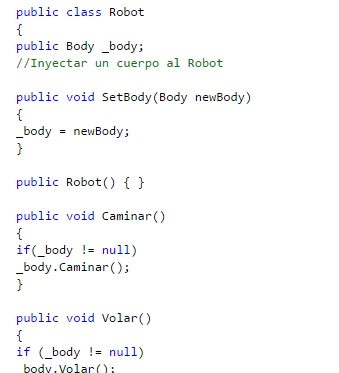 public class Robot
{
public Body _body;
//Inyectar un cuerpo al Robot
public void SetBody(Body newBody)
{
_body = newBody;
}
public Robot() { }
public void Caminar()
{
if(_body != null)
_body.Caminar();
}
public void Volar()
{
if (_body != null)
_body.Volar();